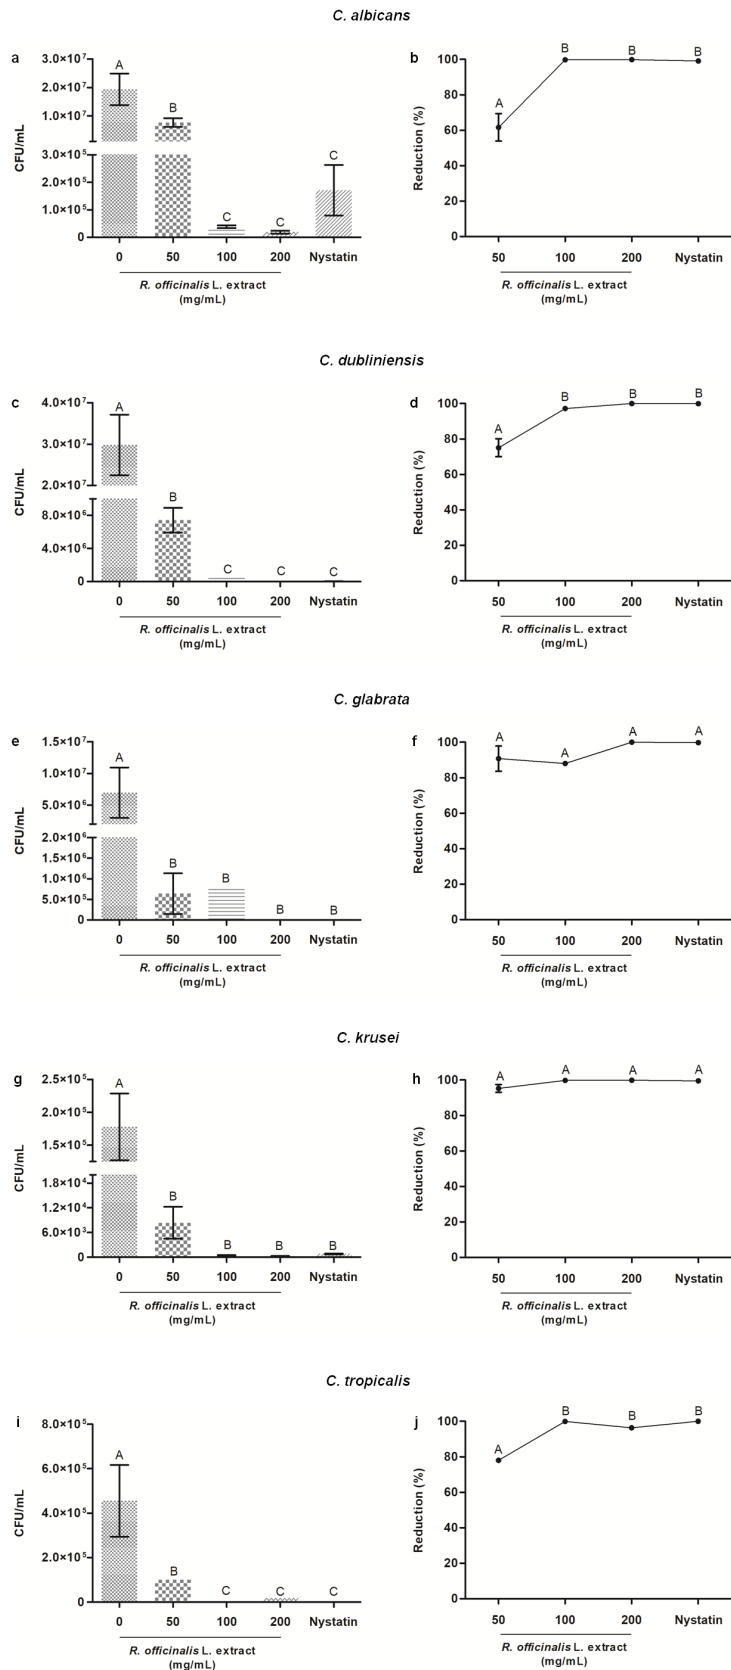 C. albicans
a
CFU/mL
3.0×10⁷
2.0×10⁷
1.0×10⁷
3.0×10⁵
2.0×10⁵
1.0×10⁵
0
A
B
C
C
C
0 50 100 200 Nystatin
R. officinalis L. extract
(mg/mL)
b
Reduction (%)
100
80
60
40
20
0
A
B
B
B
50 100 200 Nystatin
R. officinalis L. extract
(mg/mL)
C. dubliniensis
c
CFU/mL
4.0×10⁷
3.0×10⁷
2.0×10⁷
8.0×10⁶
4.0×10⁶
0
A
B
C
C
C
0 50 100 200 Nystatin
R. officinalis L. extract
(mg/mL)
d
Reduction (%)
100
80
60
40
20
0
A
B
B
B
50 100 200 Nystatin
R. officinalis L. extract
(mg/mL)
C. glabrata
e
CFU/mL
1.5×10⁷
1.0×10⁷
5.0×10⁶
2.0×10⁶
1.5×10⁶
1.0×10⁶
5.0×10⁵
0
A
B
B
B
B
0 50 100 200 Nystatin
R. officinalis L. extract
(mg/mL)
f
Reduction (%)
100
80
60
40
20
0
A
A
A
A
50 100 200 Nystatin
R. officinalis L. extract
(mg/mL)
C. krusei
g
CFU/mL
2.5×10⁵
2.0×10⁵
1.5×10⁵
1.8×10⁴
1.2×10⁴
6.0×10³
0
A
B
B
B
B
0 50 100 200 Nystatin
R. officinalis L. extract
(mg/mL)
h
Reduction (%)
100
80
60
40
20
0
A
A
A
A
50 100 200 Nystatin
R. officinalis L. extract
(mg/mL)
C. tropicalis
i
CFU/mL
8.0×10⁵
6.0×10⁵
4.0×10⁵
2.0×10⁵
0
A
B
C
C
C
0 50 100 200 Nystatin
R. officinalis L. extract
(mg/mL)
j
Reduction (%)
100
80
60
40
20
0
A
B
B
B
50 100 200 Nystatin
R. officinalis L. extract
(mg/mL)